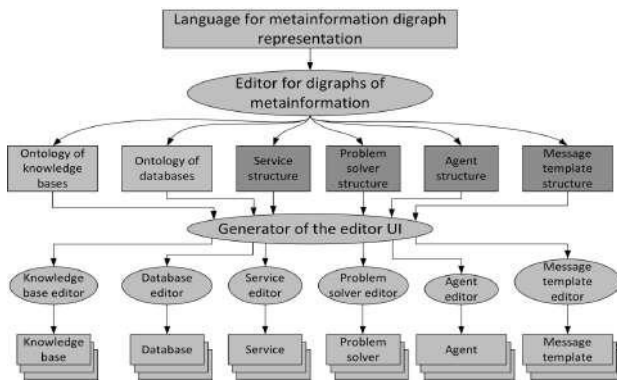 Language for metainformation digraph
representation
Editor for digraphs of
metainformation
Ontology of
knowledge
bases
Ontology of
databases
Service
structure
Problem
solver
structure
Agent
structure
Message
template
structure
Generator of the editor UI
Knowledge
base editor
Database
editor
Service
editor
Problem
solver editor
Agent
editor
Message
template
editor
Knowledge
base
Database
Service
Problem
solver
Agent
Message
template